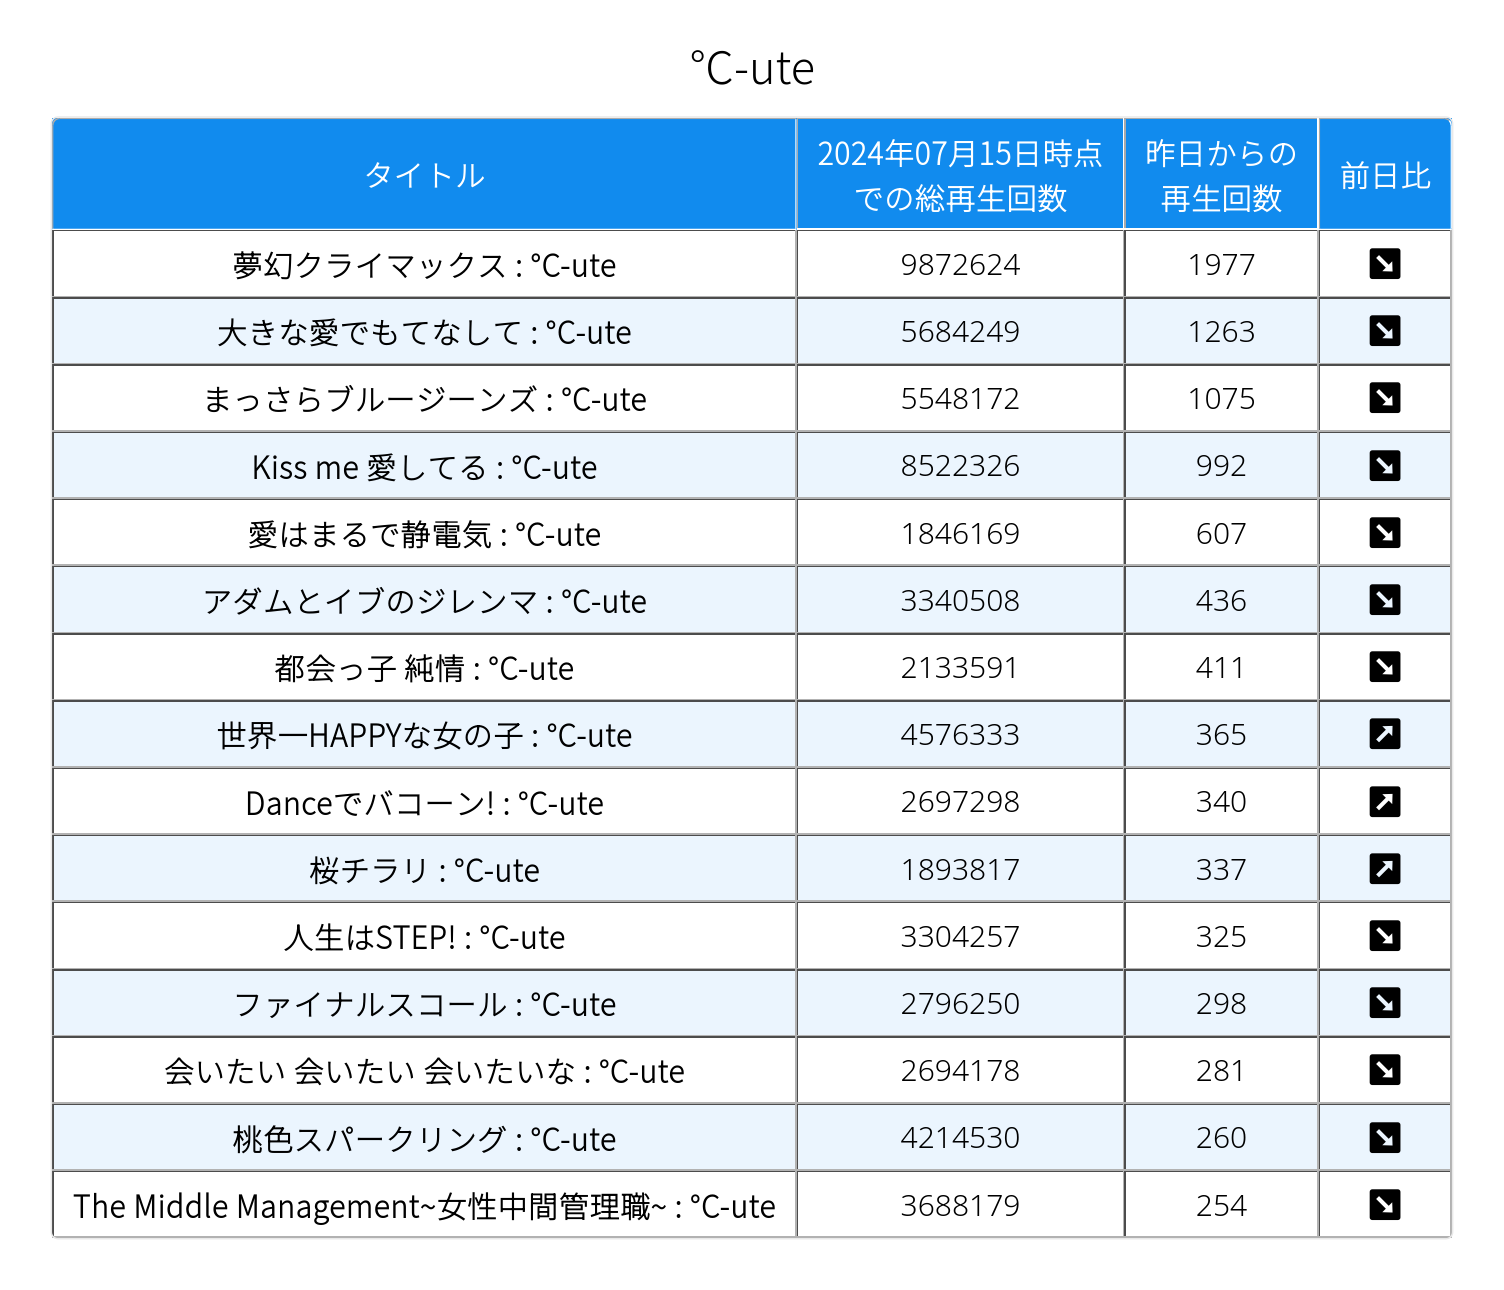 ℃-ute
タイトル
2024年07月15日時点
での総再生回数
昨日からの
再生回数
前日比
夢幻クライマックス : ℃-ute 9872624 1977 ↘
大きな愛でもてなして : ℃-ute 5684249 1263 ↘
まっさらブルージーンズ : ℃-ute 5548172 1075 ↘
Kiss me 愛してる : ℃-ute 8522326 992 ↘
愛はまるで静電気 : ℃-ute 1846169 607 ↘
アダムとイブのジレンマ : ℃-ute 3340508 436 ↘
都会っ子 純情 : ℃-ute 2133591 411 ↘
世界一HAPPYな女の子 : ℃-ute 4576333 365 ↗
Danceでバコーン! : ℃-ute 2697298 340 ↗
桜チラリ : ℃-ute 1893817 337 ↗
人生はSTEP! : ℃-ute 3304257 325 ↘
ファイナルスコール : ℃-ute 2796250 298 ↘
会いたい 会いたい 会いたいな : ℃-ute 2694178 281 ↘
桃色スパークリング : ℃-ute 4214530 260 ↘
The Middle Management~女性中間管理職~ : ℃-ute 3688179 254 ↘